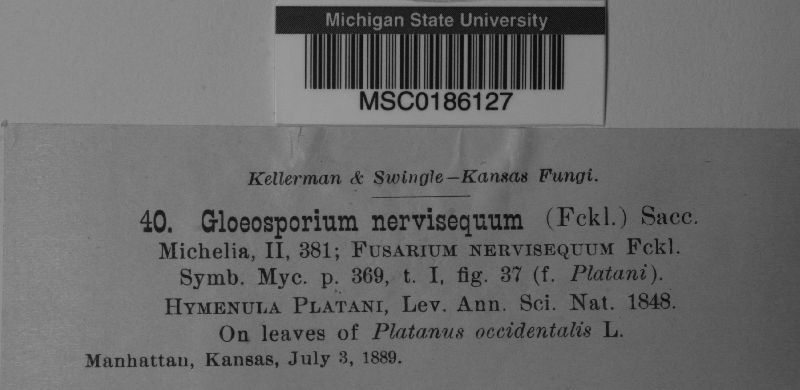 Michigan State University
MSC0186127
Kellerman & Swingle—Kansas Fungi.
40. Gloeosporium nervisequum (Fckl.) Sacc.
Michelia, II, 381; FUSARIUM NERVISEQUUM Fckl.
Symb. Myc. p. 369, t. I, fig. 37 (f. Platani).
HYMENULA PLATANI, Lev. Ann. Sci. Nat. 1848.
On leaves of Platanus occidentalis L.
Manhattan, Kansas, July 3, 1889.